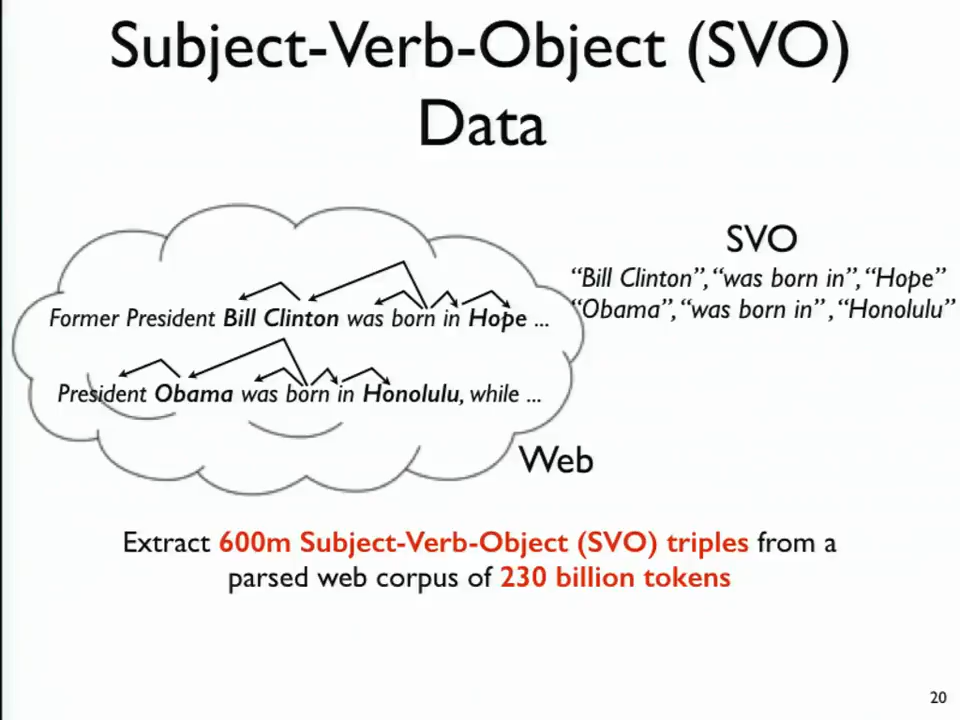 Subject-Verb-Object (SVO)
Data
SVO
“Bill Clinton”, “was born in”, “Hope”
“Obama”, “was born in” , “Honolulu”
Former President Bill Clinton was born in Hope ...
President Obama was born in Honolulu, while ...
Web
Extract 600m Subject-Verb-Object (SVO) triples from a
parsed web corpus of 230 billion tokens
20